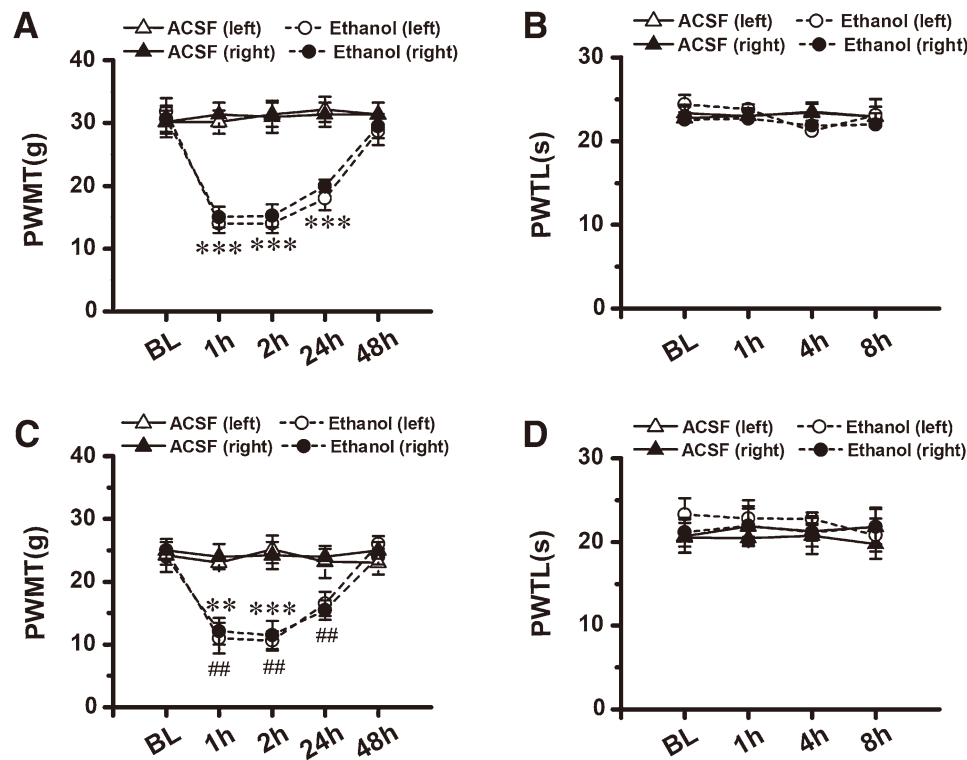 A
ACSF (left) Ethanol (left)
ACSF (right) Ethanol (right)
40
30
20
10
0
PWMT(g)
*** *** ***
BL 1h 2h 24h 48h
B
ACSF (left) Ethanol (left)
ACSF (right) Ethanol (right)
30
20
10
0
PWTL(s)
BL 1h 4h 8h
C
ACSF (left) Ethanol (left)
ACSF (right) Ethanol (right)
40
30
20
10
0
PWMT(g)
** ***
## ## ##
BL 1h 2h 24h 48h
D
ACSF (left) Ethanol (left)
ACSF (right) Ethanol (right)
30
20
10
0
PWTL(s)
BL 1h 4h 8h